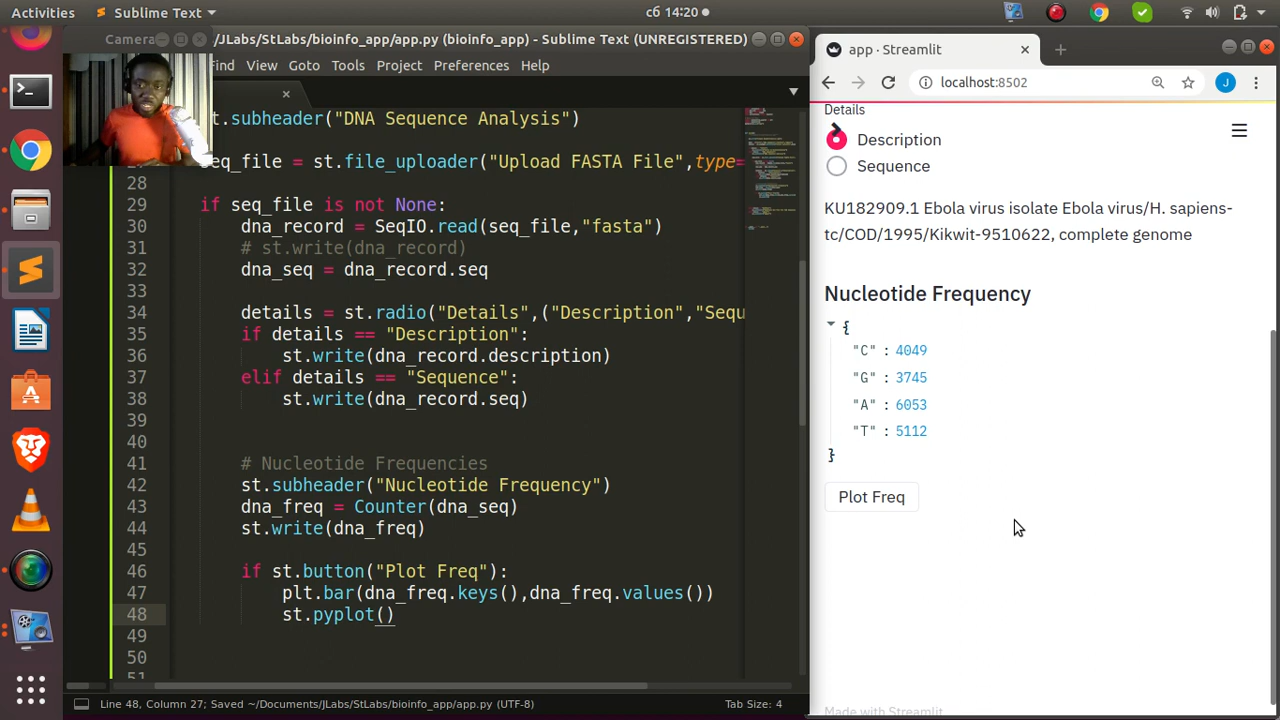 Activities
Sublime Text
сб 14:20
Camera
/JLabs/StLabs/bioinfo_app/app.py (bioinfo_app) - Sublime Text (UNREGISTERED)
Find View Goto Tools Project Preferences Help
st.subheader("DNA Sequence Analysis")
seq_file = st.file_uploader("Upload FASTA File",type=
28
29 if seq_file is not None:
30 dna_record = SeqIO.read(seq_file,"fasta")
31 # st.write(dna_record)
32 dna_seq = dna_record.seq
33
34 details = st.radio("Details",("Description","Sequ
35 if details == "Description":
36 st.write(dna_record.description)
37 elif details == "Sequence":
38 st.write(dna_record.seq)
39
40
41 # Nucleotide Frequencies
42 st.subheader("Nucleotide Frequency")
43 dna_freq = Counter(dna_seq)
44 st.write(dna_freq)
45
46 if st.button("Plot Freq"):
47 plt.bar(dna_freq.keys(),dna_freq.values())
48 st.pyplot()
49
50
51
Line 48, Column 27; Saved ~/Documents/JLabs/StLabs/bioinfo_app/app.py (UTF-8)
Tab Size: 4
app · Streamlit
localhost:8502
J
Details
Description
Sequence
KU182909.1 Ebola virus isolate Ebola virus/H. sapiens-
tc/COD/1995/Kikwit-9510622, complete genome
Nucleotide Frequency
{
"C" : 4049
"G" : 3745
"A" : 6053
"T" : 5112
}
Plot Freq
Made with Streamlit